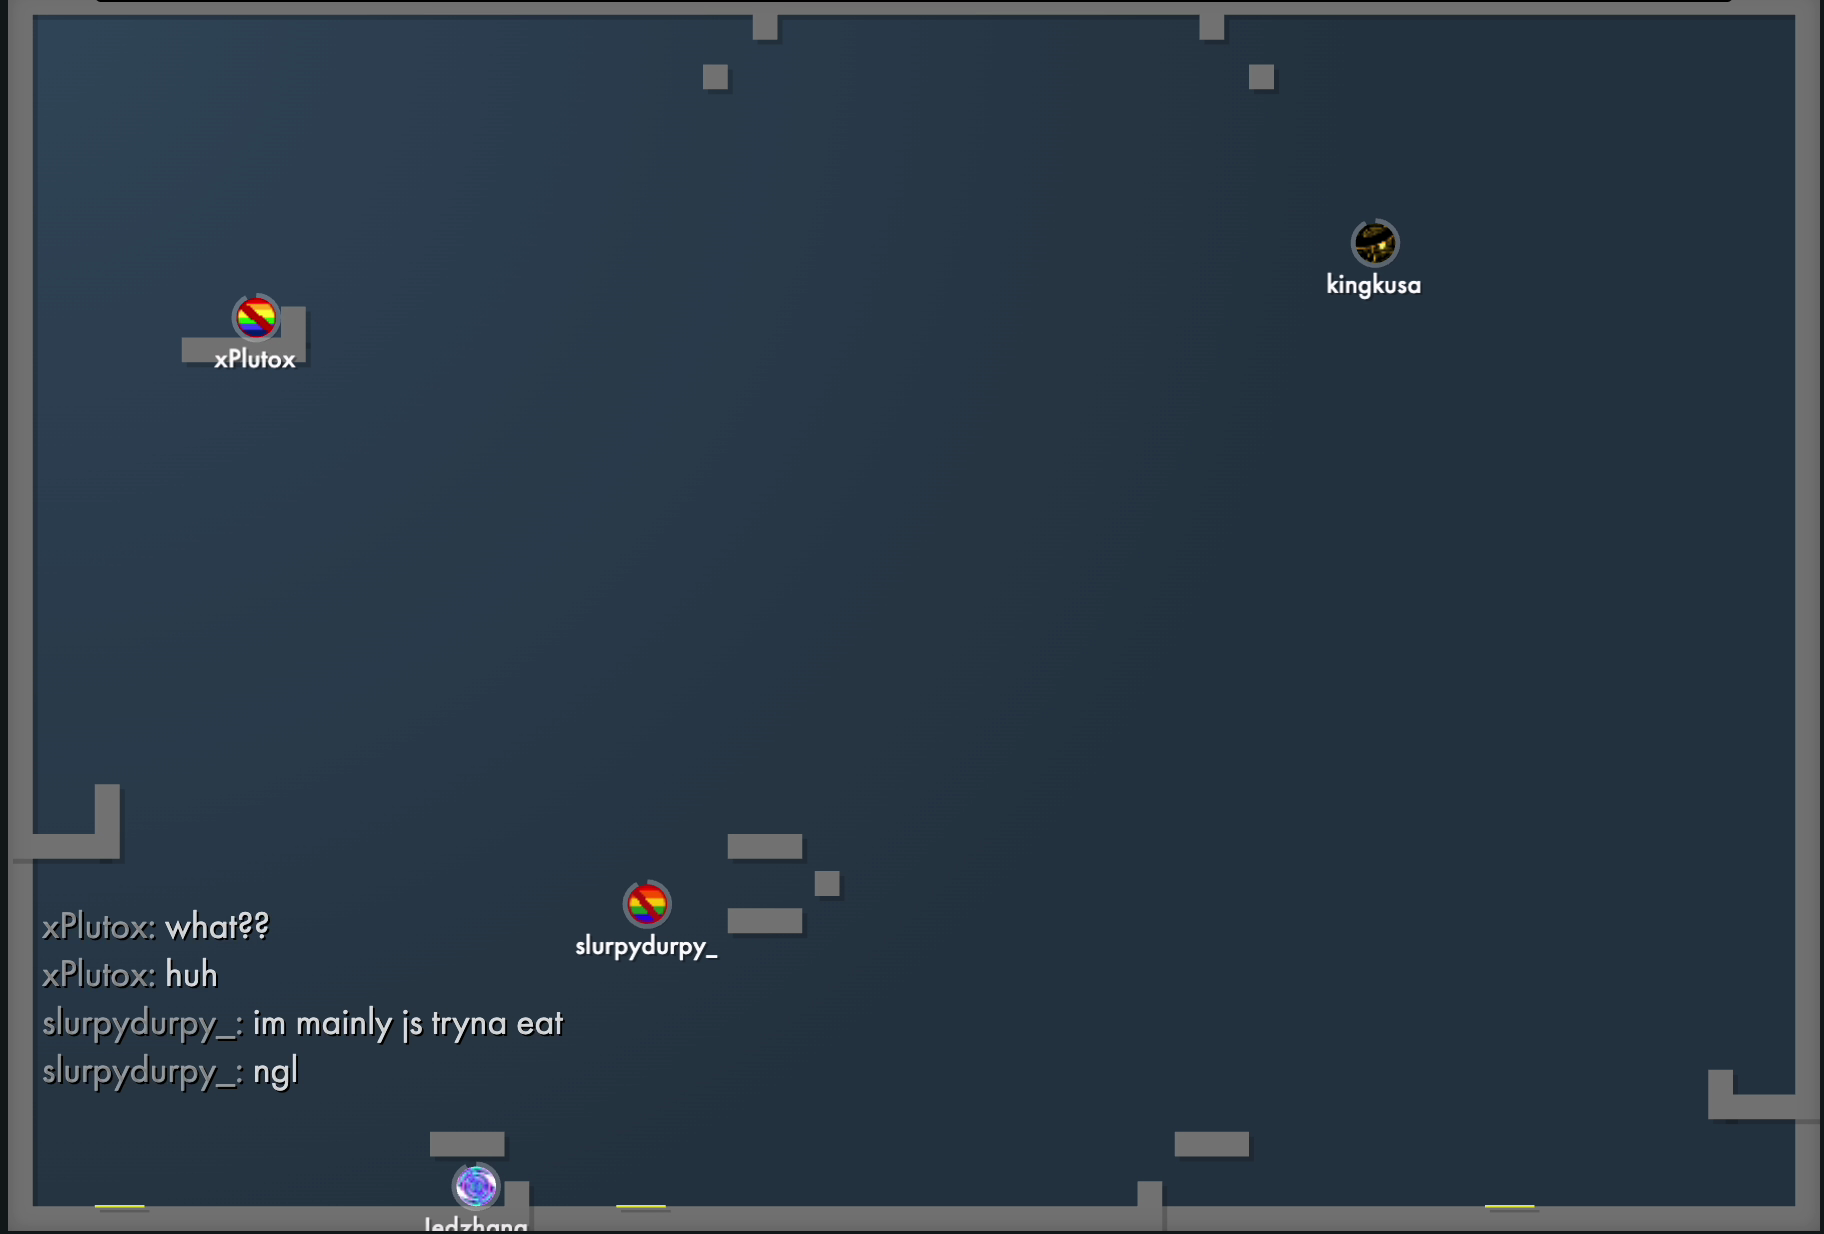 kingkusa
xPlutox
slurpydurpy_
xPlutox: what??
xPlutox: huh
slurpydurpy_: im mainly js tryna eat
slurpydurpy_: ngl